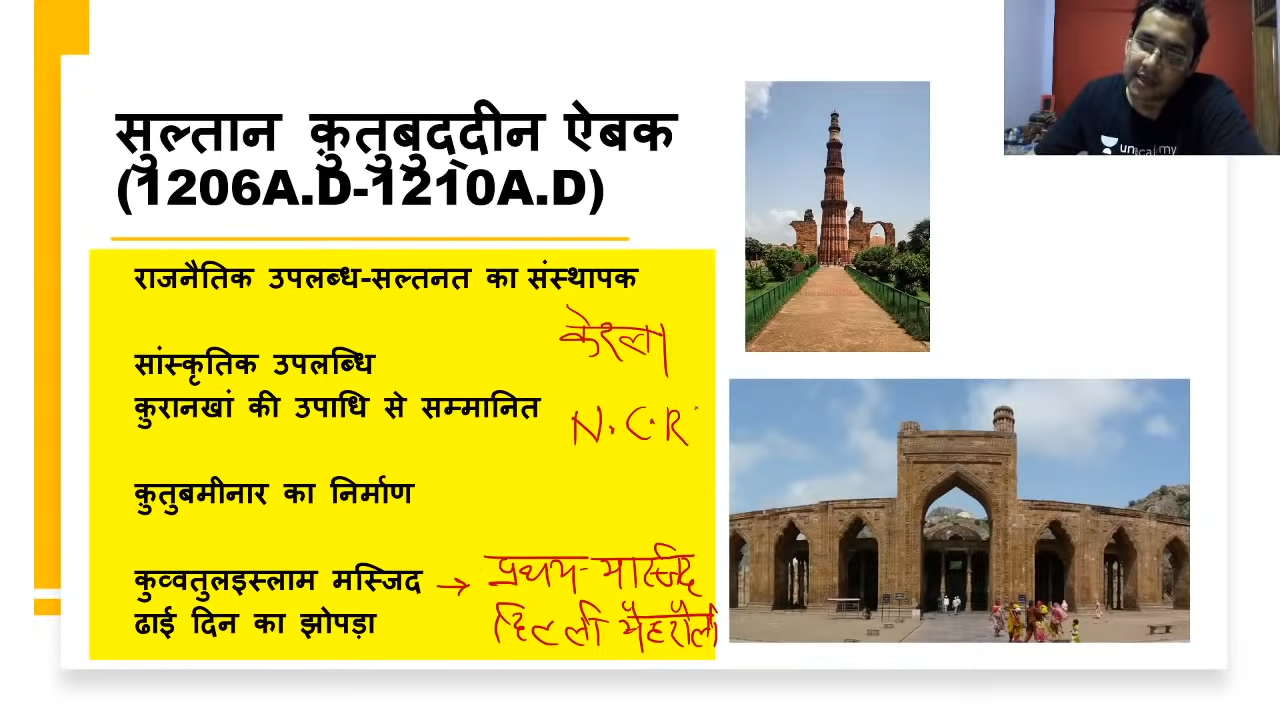 सुल्तान क़ुतुबुद्दीन ऐबक
(1206A.D-1210A.D)
राजनैतिक उपलब्ध-सल्तनत का संस्थापक
केरला
सांस्कृतिक उपलब्धि
क़ुरानखां की उपाधि से सम्मानित
N.C.R
क़ुतुबमीनार का निर्माण
कुव्वतुलइस्लाम मस्जिद → प्रथम-मस्जिद
ढाई दिन का झोपड़ा
दिल्ली मैहरौली
unacademy